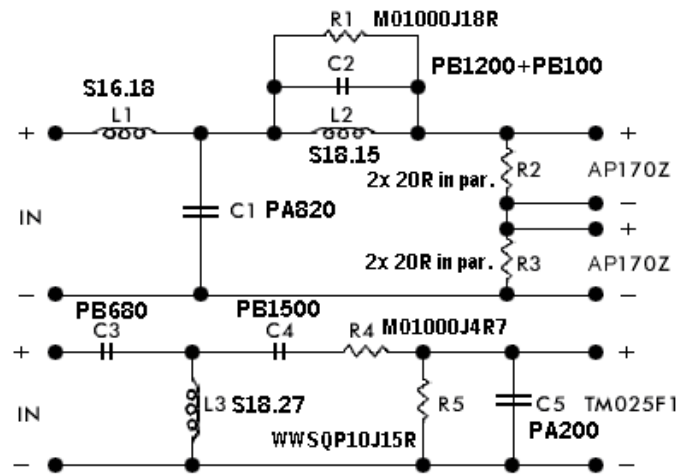 R1 M01000J18R
C2 PB1200+PB100
S16.18
L1 L2
+ +
S18.15
2x 20R in par. R2 AP170Z
−
IN C1 PA820 +
2x 20R in par. R3 AP170Z
− −
PB680 PB1500
C3 C4 R4 M01000J4R7
+ +
IN L3 S18.27 R5 C5 TM025F1
WWSQP10J15R PA200
− −